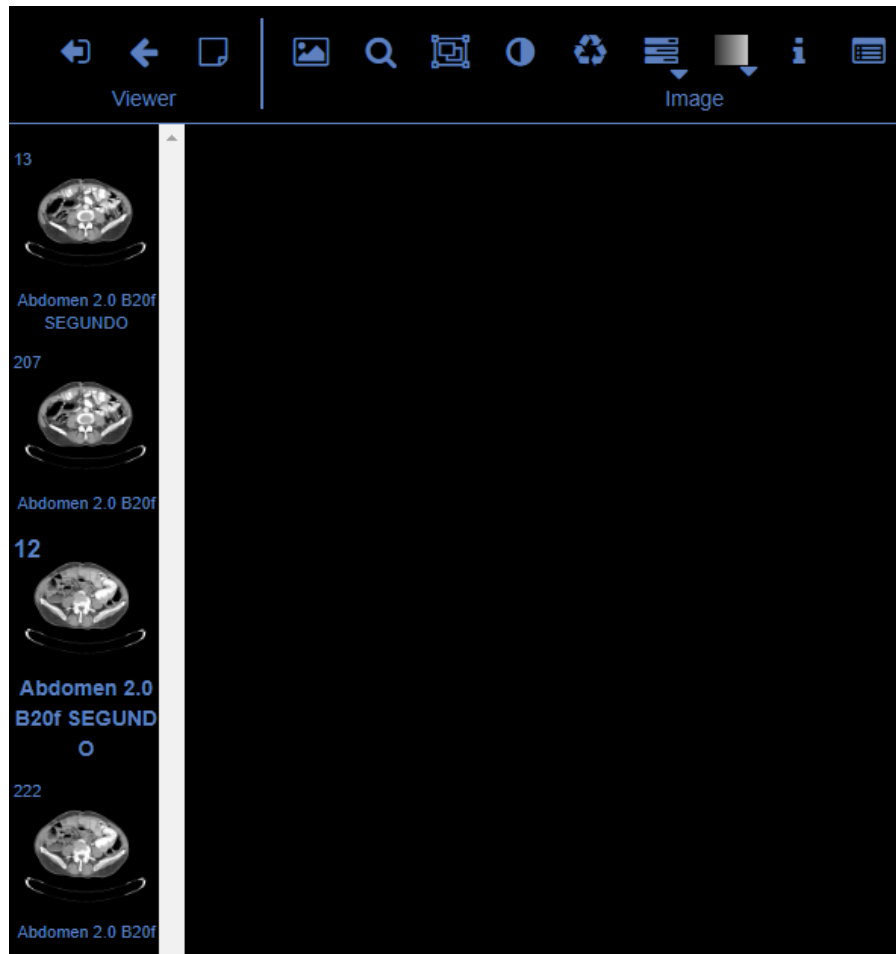 Viewer
Image
13
Abdomen 2.0 B20f
SEGUNDO
207
Abdomen 2.0 B20f
12
Abdomen 2.0
B20f SEGUND
O
222
Abdomen 2.0 B20f